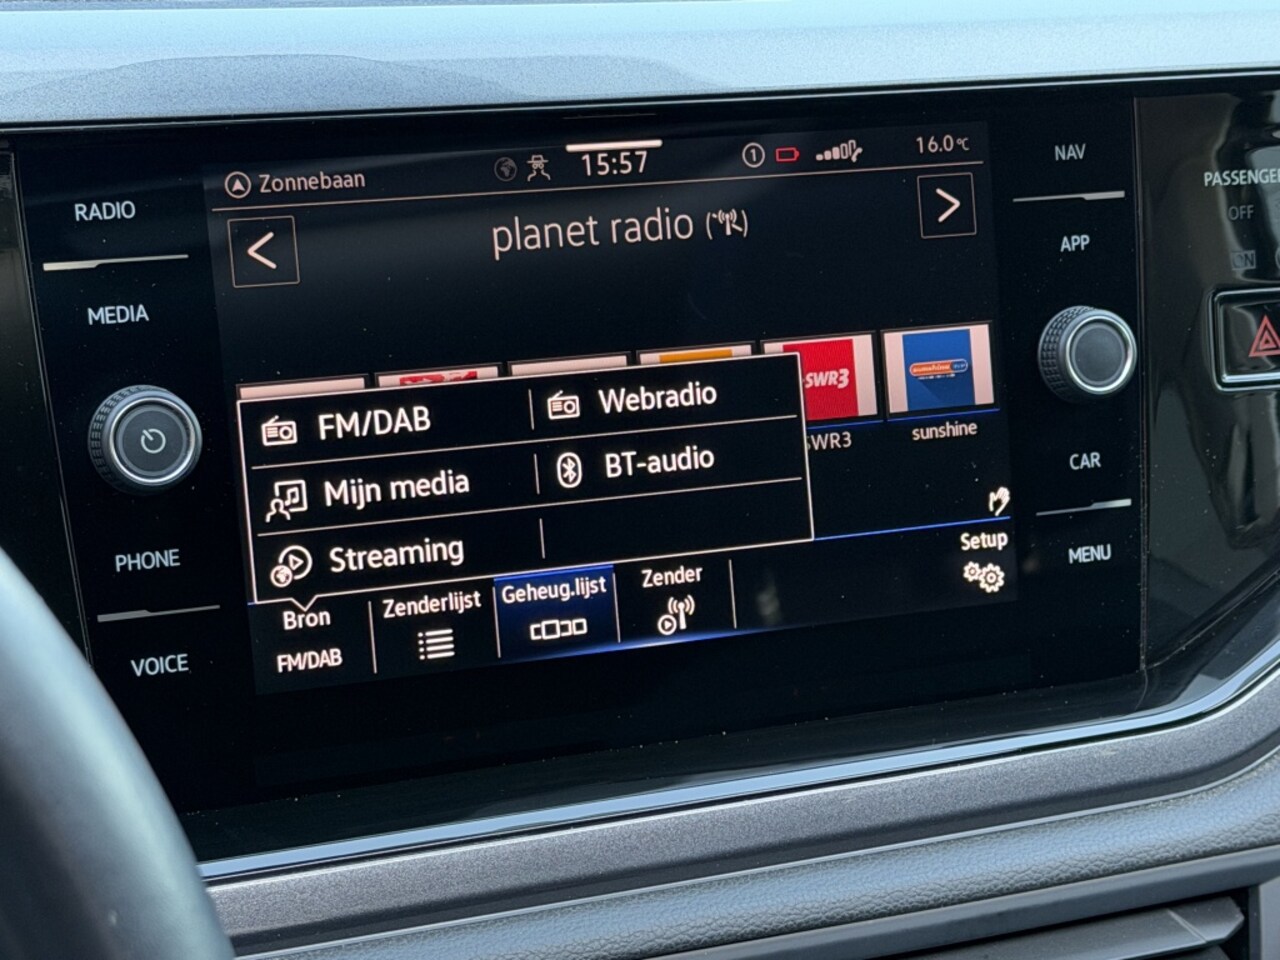 RADIO
MEDIA
PHONE
VOICE
Zonnebaan
15:57
1
16.0°C
planet radio
FM/DAB
Webradio
Mijn media
BT-audio
Streaming
SWR3
SWR3
sunshine
Setup
Bron
FM/DAB
Zenderlijst
Geheug.lijst
Zender
NAV
APP
CAR
MENU
PASSENGER
OFF
ON